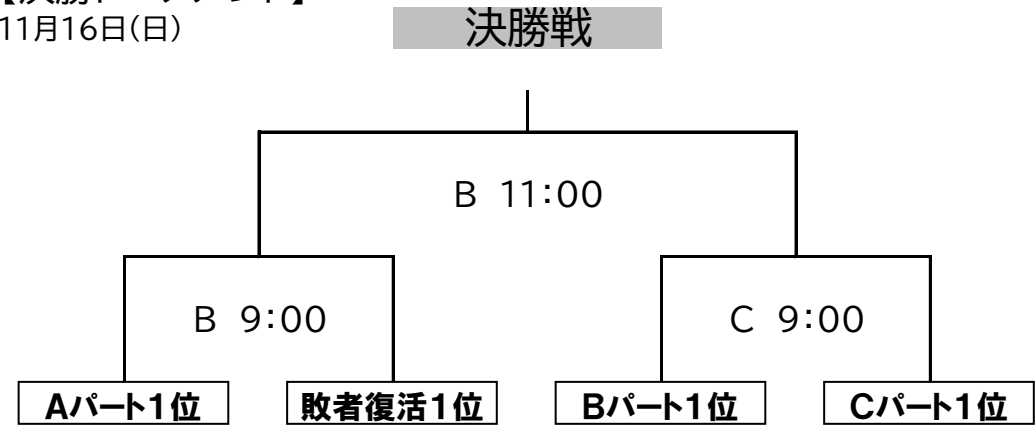 11月16日(日)
決勝戦
B 11:00
B 9:00
C 9:00
Aパート1位
敗者復活1位
Bパート1位
Cパート1位